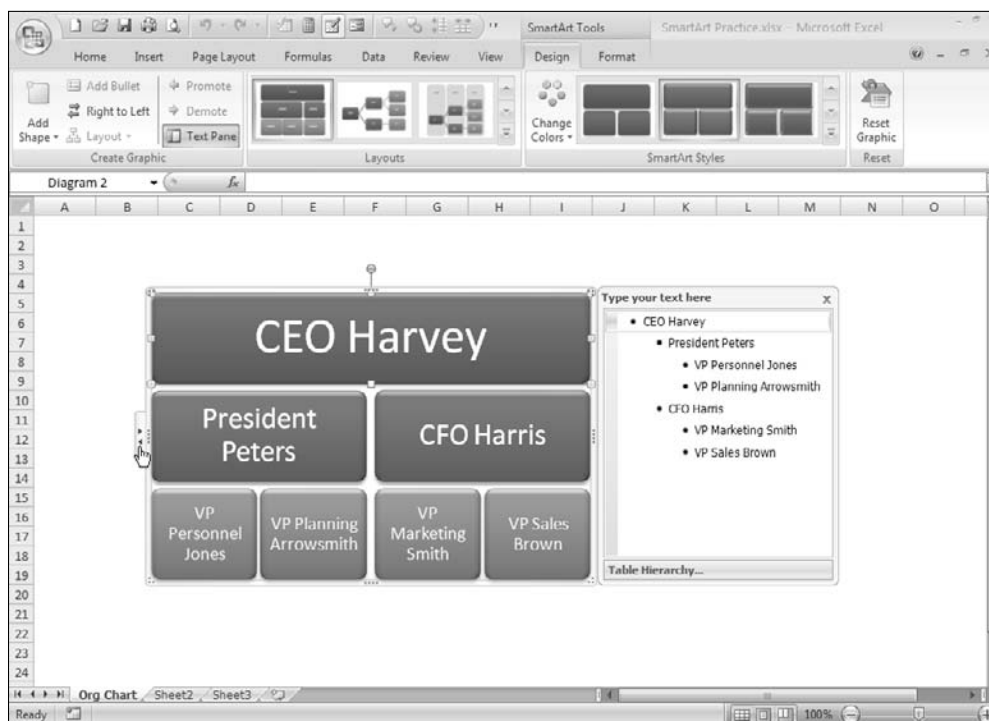 SmartArt Tools
SmartArt Practice.xlsx - Microsoft Excel
Home Insert Page Layout Formulas Data Review View Design Format
Add Shape
Add Bullet
Right to Left
Layout
Promote
Demote
Text Pane
Create Graphic
Layouts
Change Colors
SmartArt Styles
Reset Graphic
Reset
Diagram 2
fx
A B C D E F G H I J K L M N O
1
2
3
4
5
6
7
8
9
10
11
12
13
14
15
16
17
18
19
20
21
22
23
24
CEO Harvey
President
Peters
CFO Harris
VP
Personnel
Jones
VP Planning
Arrowsmith
VP
Marketing
Smith
VP Sales
Brown
Type your text here
X
CEO Harvey
President Peters
VP Personnel Jones
VP Planning Arrowsmith
CFO Harris
VP Marketing Smith
VP Sales Brown
Table Hierarchy...
Org Chart Sheet2 Sheet3
Ready
100%